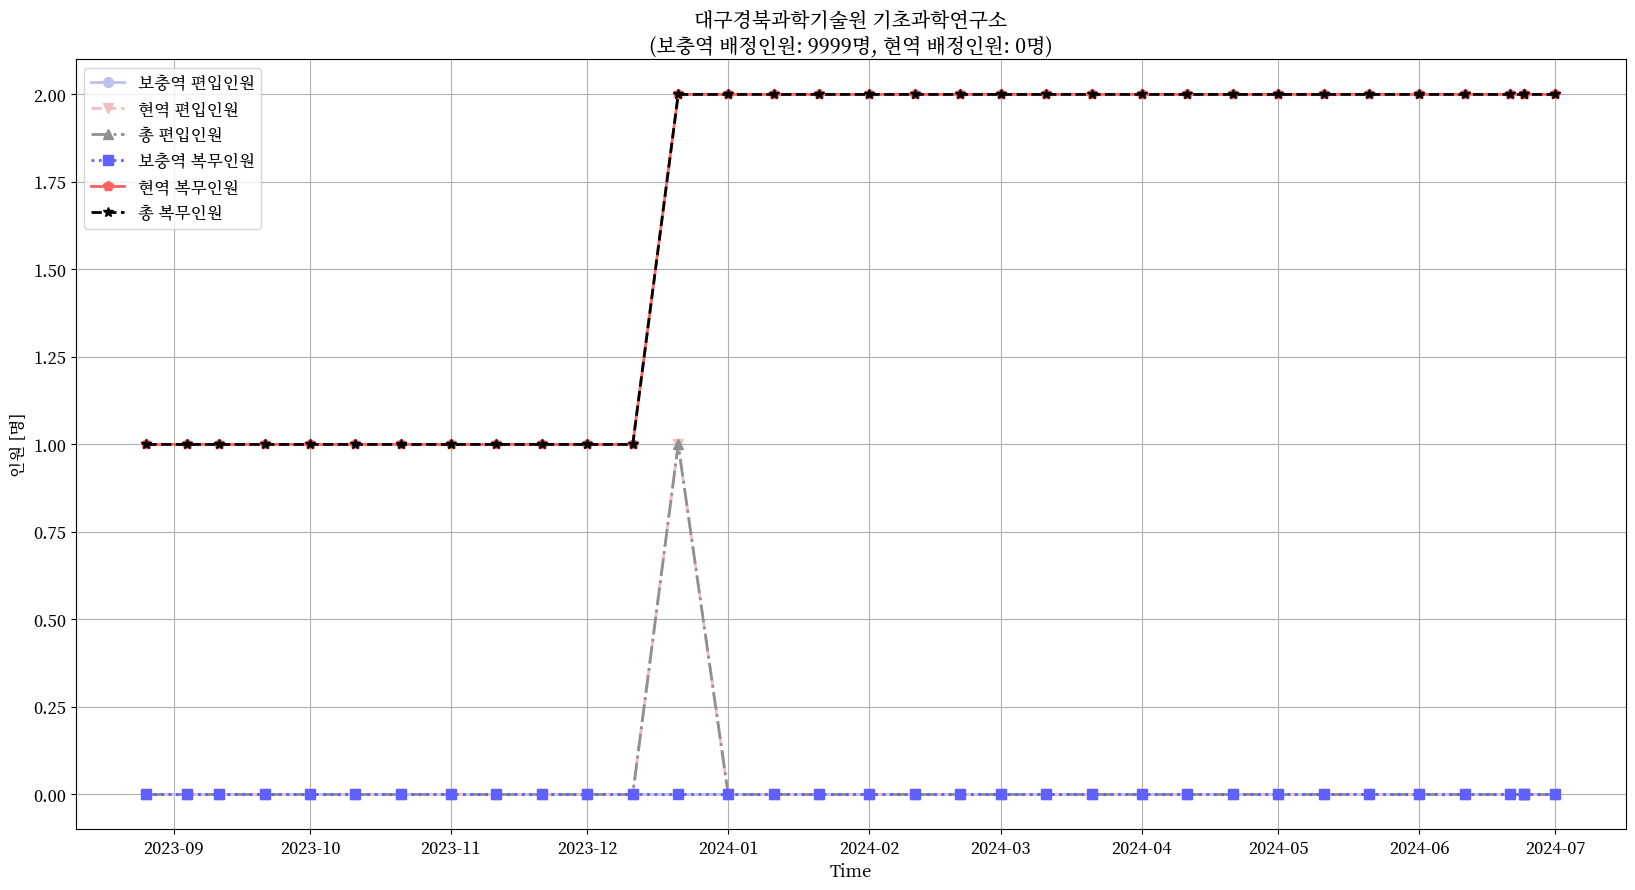 대구경북과학기술원 기초과학연구소
(보충역 배정인원: 9999명, 현역 배정인원: 0명)
보충역 편입인원
현역 편입인원
총 편입인원
보충역 복무인원
현역 복무인원
총 복무인원
인원 [명]
2.00
1.75
1.50
1.25
1.00
0.75
0.50
0.25
0.00
2023-09 2023-10 2023-11 2023-12 2024-01 2024-02 2024-03 2024-04 2024-05 2024-06 2024-07
Time